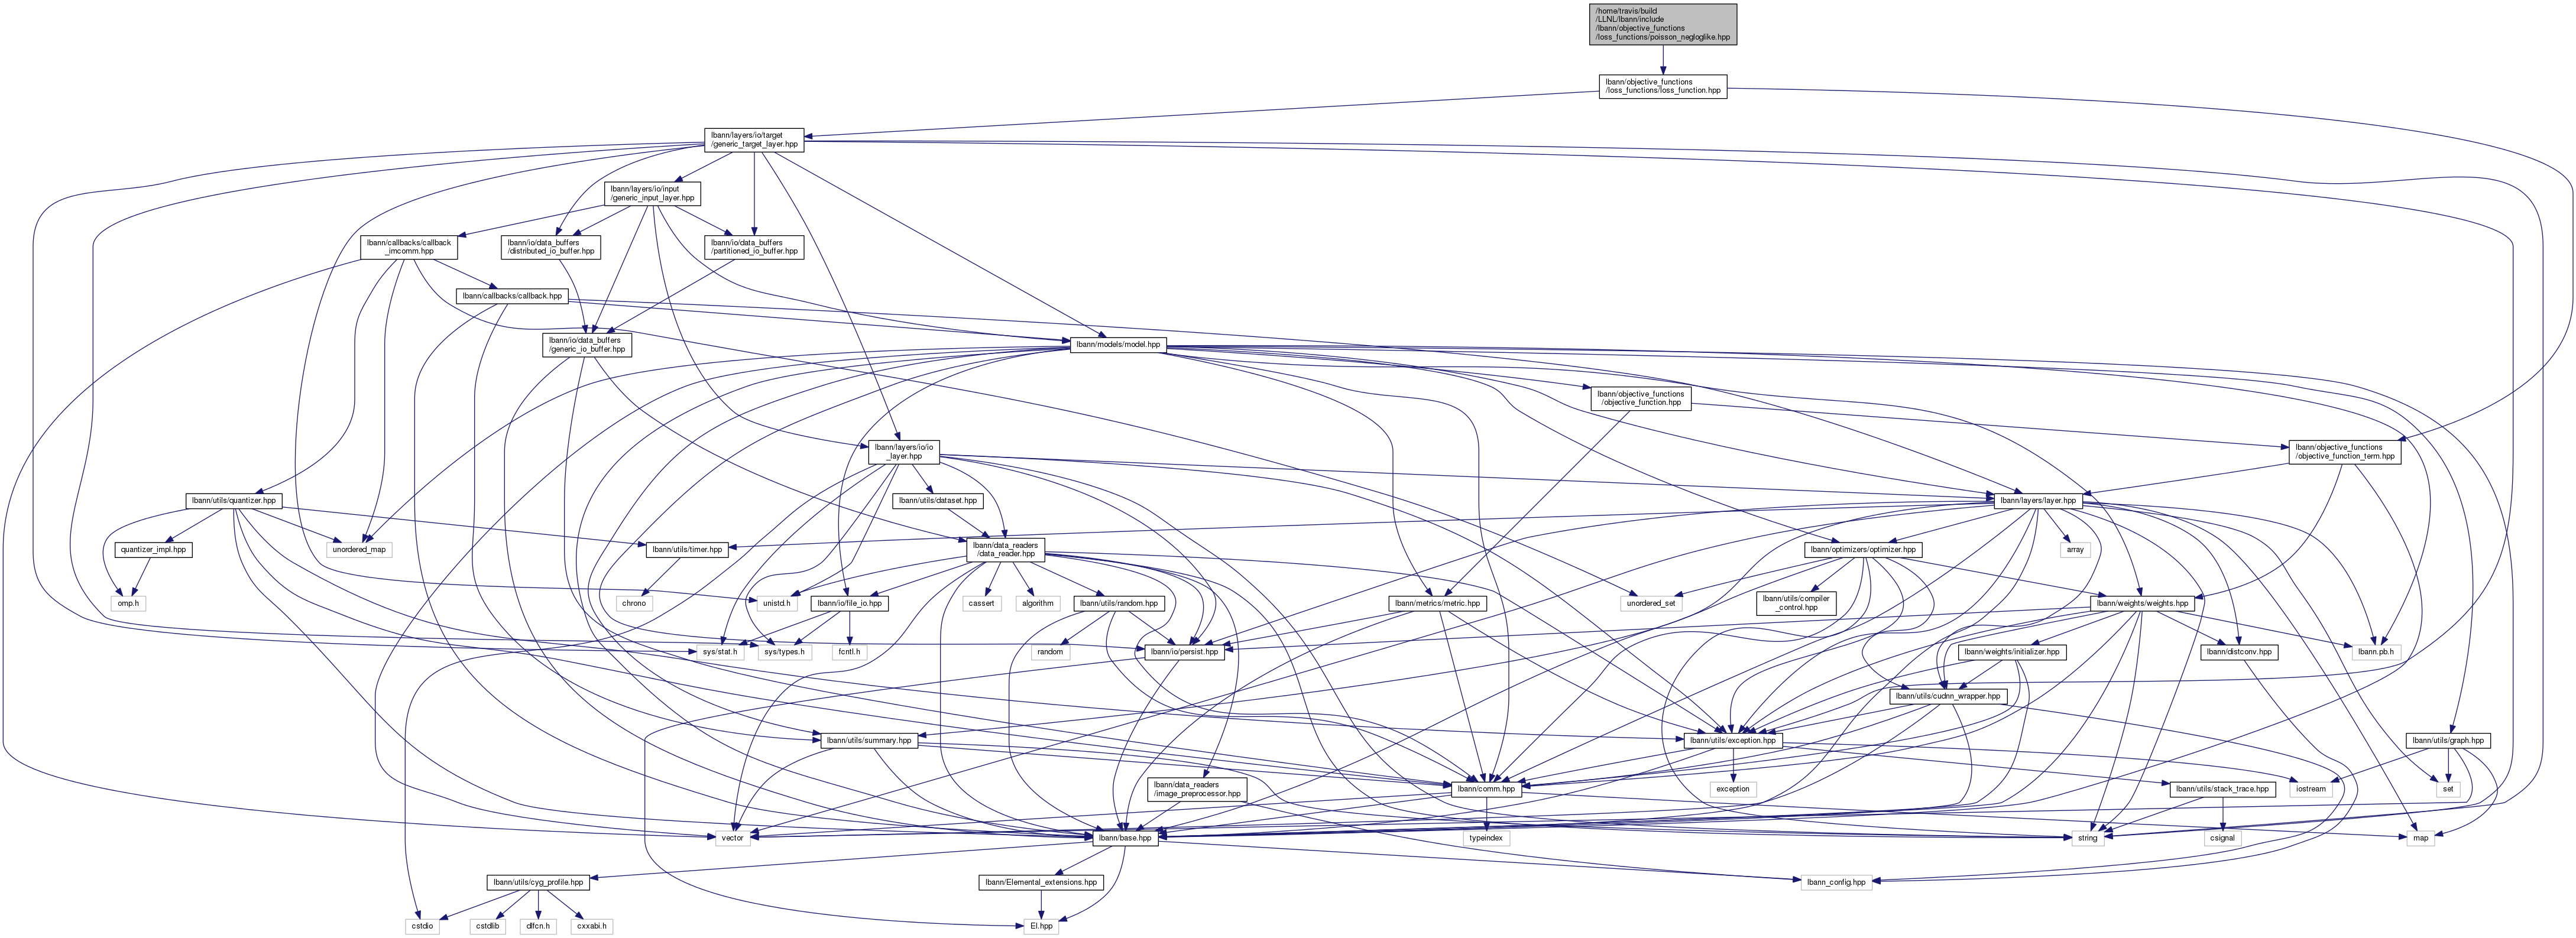 /home/travis/build
/LLNL/lbann/include
/lbann/objective_functions
/loss_functions/poisson_negloglike.hpp
lbann/objective_functions
/loss_functions/loss_function.hpp
lbann/layers/io/target
/generic_target_layer.hpp
lbann/layers/io/input
/generic_input_layer.hpp
lbann/callbacks/callback
_imcomm.hpp
lbann/io/data_buffers
/distributed_io_buffer.hpp
lbann/io/data_buffers
/partitioned_io_buffer.hpp
lbann/callbacks/callback.hpp
lbann/io/data_buffers
/generic_io_buffer.hpp
lbann/models/model.hpp
lbann/objective_functions
/objective_function.hpp
lbann/layers/io/io
_layer.hpp
lbann/objective_functions
/objective_function_term.hpp
lbann/utils/quantizer.hpp
lbann/utils/dataset.hpp
lbann/layers/layer.hpp
quantizer_impl.hpp
unordered_map
lbann/utils/timer.hpp
lbann/data_readers
/data_reader.hpp
lbann/optimizers/optimizer.hpp
array
omp.h
chrono
unistd.h
lbann/io/file_io.hpp
cassert
algorithm
lbann/utils/random.hpp
lbann/metrics/metric.hpp
unordered_set
lbann/utils/compiler
_control.hpp
lbann/weights/weights.hpp
sys/stat.h
sys/types.h
fcntl.h
random
lbann/io/persist.hpp
lbann/weights/initializer.hpp
lbann/distconv.hpp
lbann.pb.h
lbann/utils/cudnn_wrapper.hpp
lbann/utils/summary.hpp
lbann/utils/exception.hpp
lbann/utils/graph.hpp
lbann/data_readers
/image_preprocessor.hpp
lbann/comm.hpp
exception
lbann/utils/stack_trace.hpp
iostream
set
vector
lbann/base.hpp
typeindex
string
csignal
map
lbann/utils/cyg_profile.hpp
lbann/Elemental_extensions.hpp
lbann_config.hpp
cstdio
cstdlib
dlfcn.h
cxxabi.h
El.hpp